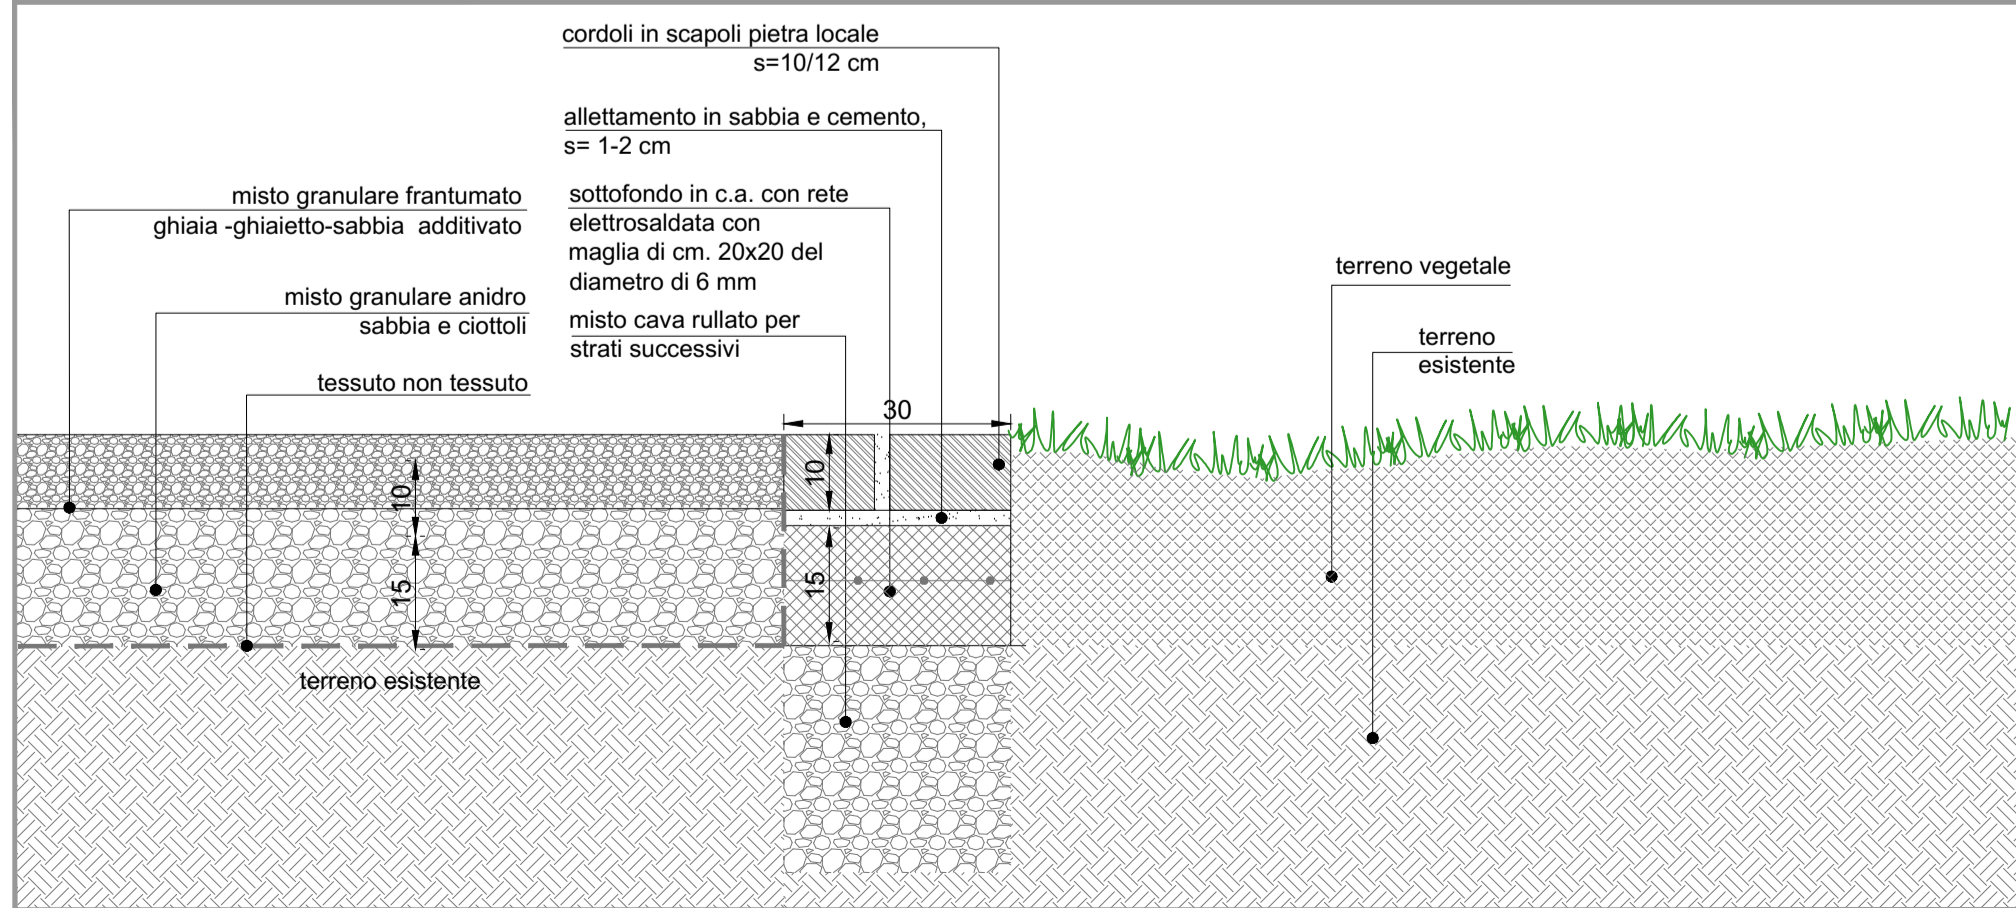 cordoli in scapoli pietra locale
s=10/12 cm
allettamento in sabbia e cemento,
s= 1-2 cm
misto granulare frantumato
ghiaia -ghiaietto-sabbia additivato
sottofondo in c.a. con rete
elettrosaldata con
maglia di cm. 20x20 del
diametro di 6 mm
misto granulare anidro
sabbia e ciottoli
misto cava rullato per
strati successivi
tessuto non tessuto
terreno vegetale
terreno
esistente
30
10
10
15
15
terreno esistente